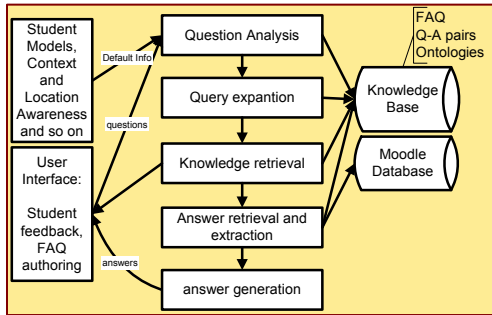 Student
Models,
Context
and
Location
Awareness
and so on
Default Info
Question Analysis
FAQ
Q-A pairs
Ontologies
Query expantion
Knowledge
Base
questions
User
Interface:
Student
feedback,
FAQ
authoring
Knowledge retrieval
Moodle
Database
Answer retrieval and
extraction
answers
answer generation